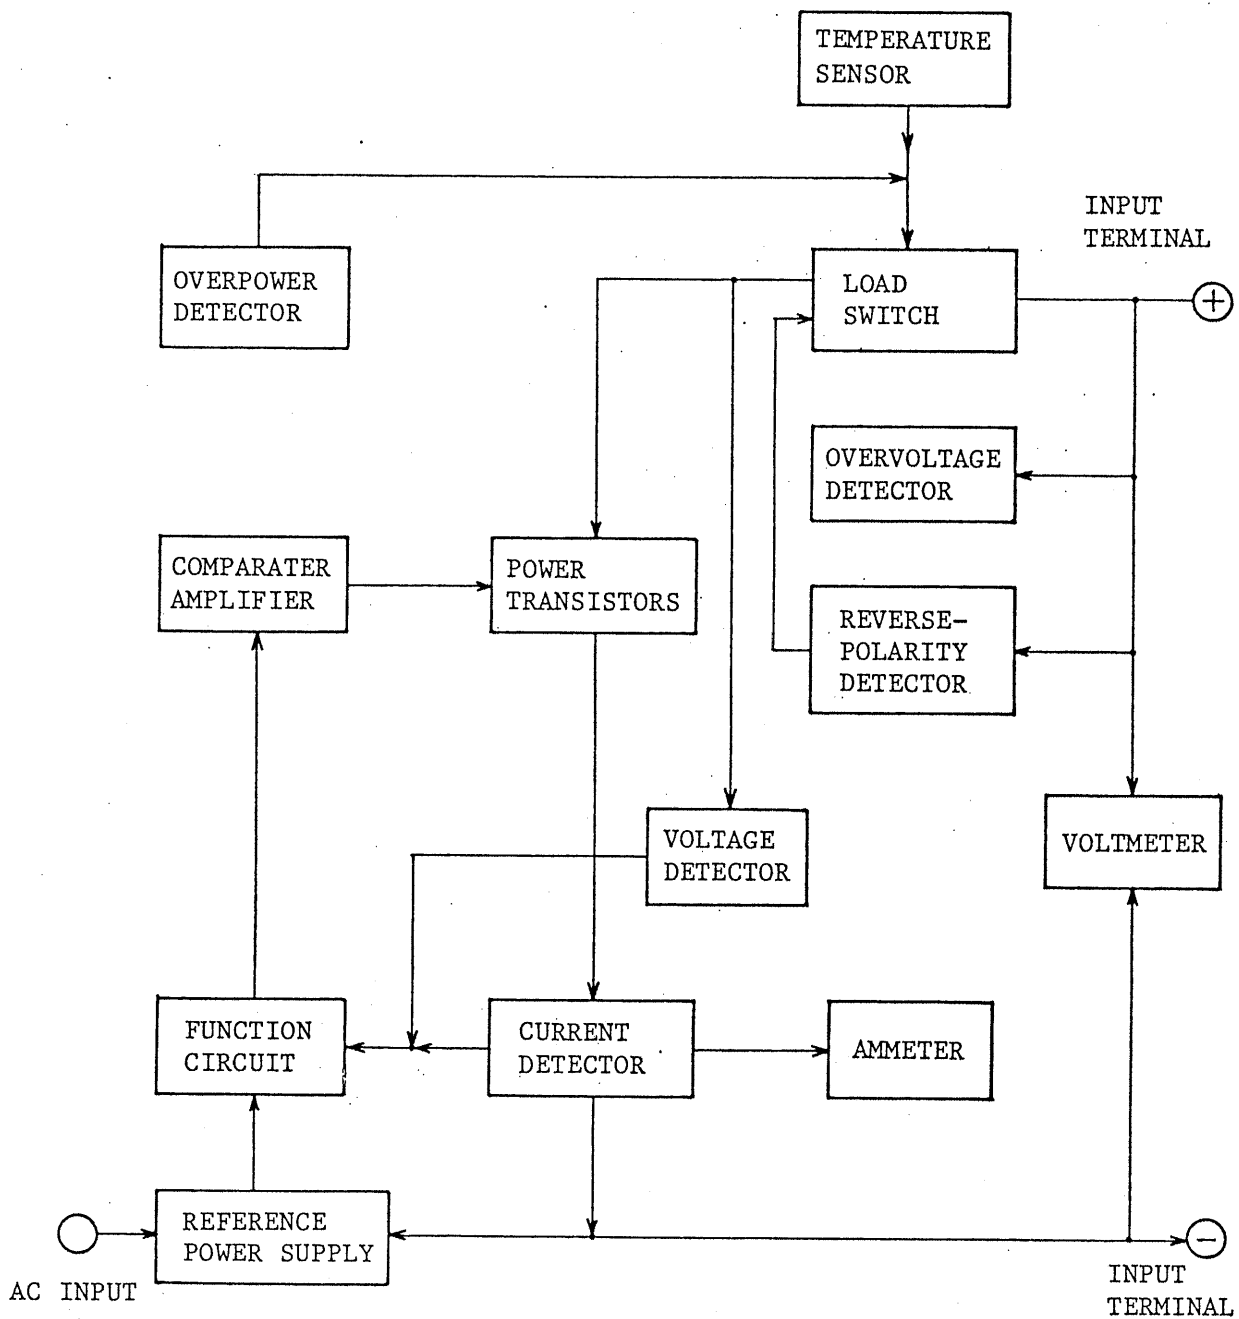 TEMPERATURE
SENSOR
INPUT
TERMINAL
OVERPOWER
DETECTOR
LOAD
SWITCH
+
OVERVOLTAGE
DETECTOR
COMPARATER
AMPLIFIER
POWER
TRANSISTORS
REVERSE-
POLARITY
DETECTOR
VOLTAGE
DETECTOR
VOLTMETER
FUNCTION
CIRCUIT
CURRENT
DETECTOR
AMMETER
REFERENCE
POWER SUPPLY
−
AC INPUT
INPUT
TERMINAL